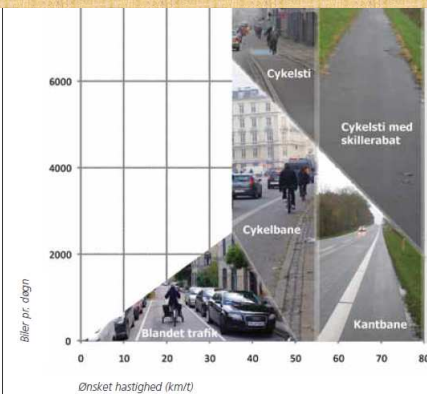 6000
4000
2000
0
Biler pr. døgn
Cykelsti
Cykelsti med
skillerabat
Cykelbane
Blandet trafik
Kantbane
0 10 20 30 40 50 60 70 80
Ønsket hastighed (km/t)